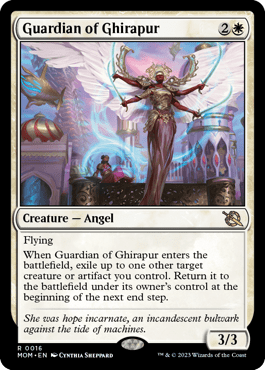 Guardian of Ghirapur 2
Creature — Angel
Flying
When Guardian of Ghirapur enters the
battlefield, exile up to one other target
creature or artifact you control. Return it to
the battlefield under its owner's control at the
beginning of the next end step.
She was hope incarnate, an incandescent bulwark
against the tide of machines.
3/3
R 0016
MOM • EN Cynthia Sheppard
™ & © 2023 Wizards of the Coast